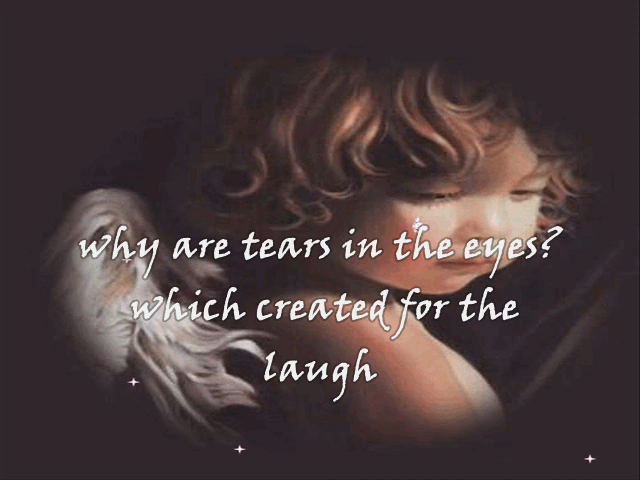 why are tears in the eyes?
which created for the
laugh